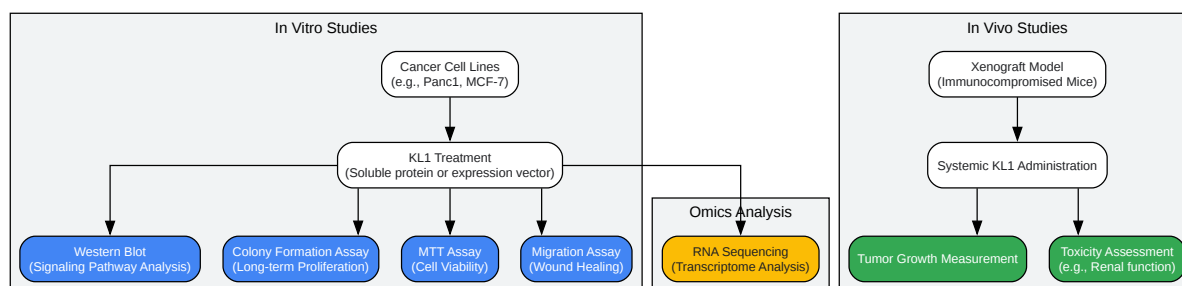 In Vitro Studies
Cancer Cell Lines
(e.g., Panc1, MCF-7)
KL1 Treatment
(Soluble protein or expression vector)
Western Blot
(Signaling Pathway Analysis)
Colony Formation Assay
(Long-term Proliferation)
MTT Assay
(Cell Viability)
Migration Assay
(Wound Healing)
Omics Analysis
RNA Sequencing
(Transcriptome Analysis)
In Vivo Studies
Xenograft Model
(Immunocompromised Mice)
Systemic KL1 Administration
Tumor Growth Measurement
Toxicity Assessment
(e.g., Renal function)